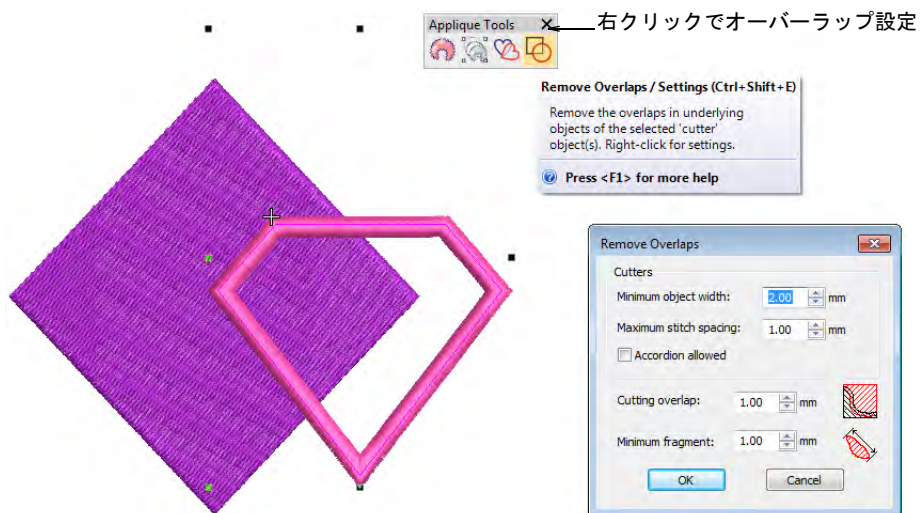 Applique Tools
右クリックでオーバーラップ設定
Remove Overlaps / Settings (Ctrl+Shift+E)
Remove the overlaps in underlying
objects of the selected 'cutter'
object(s). Right-click for settings.
Press <F1> for more help
Remove Overlaps
Cutters
Minimum object width: 2.00 mm
Maximum stitch spacing: 1.00 mm
Accordion allowed
Cutting overlap: 1.00 mm
Minimum fragment: 1.00 mm
OK Cancel